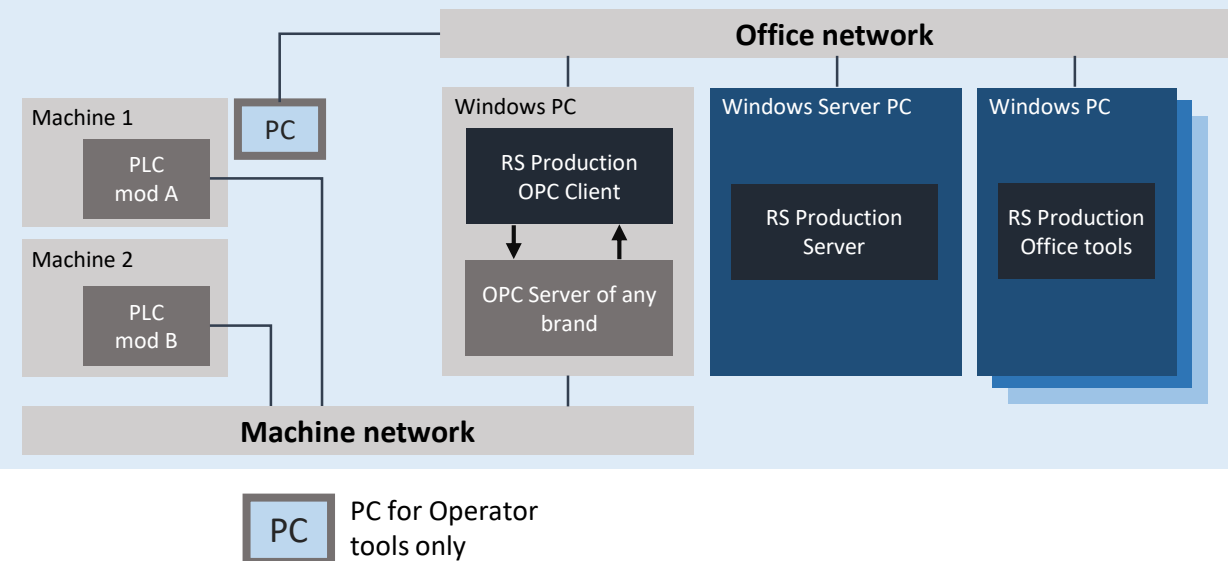 Office network
Machine 1
PLC
mod A
PC
Machine 2
PLC
mod B
Windows PC
RS Production
OPC Client
OPC Server of any
brand
Windows Server PC
RS Production
Server
Windows PC
RS Production
Office tools
Machine network
PC
PC for Operator
tools only